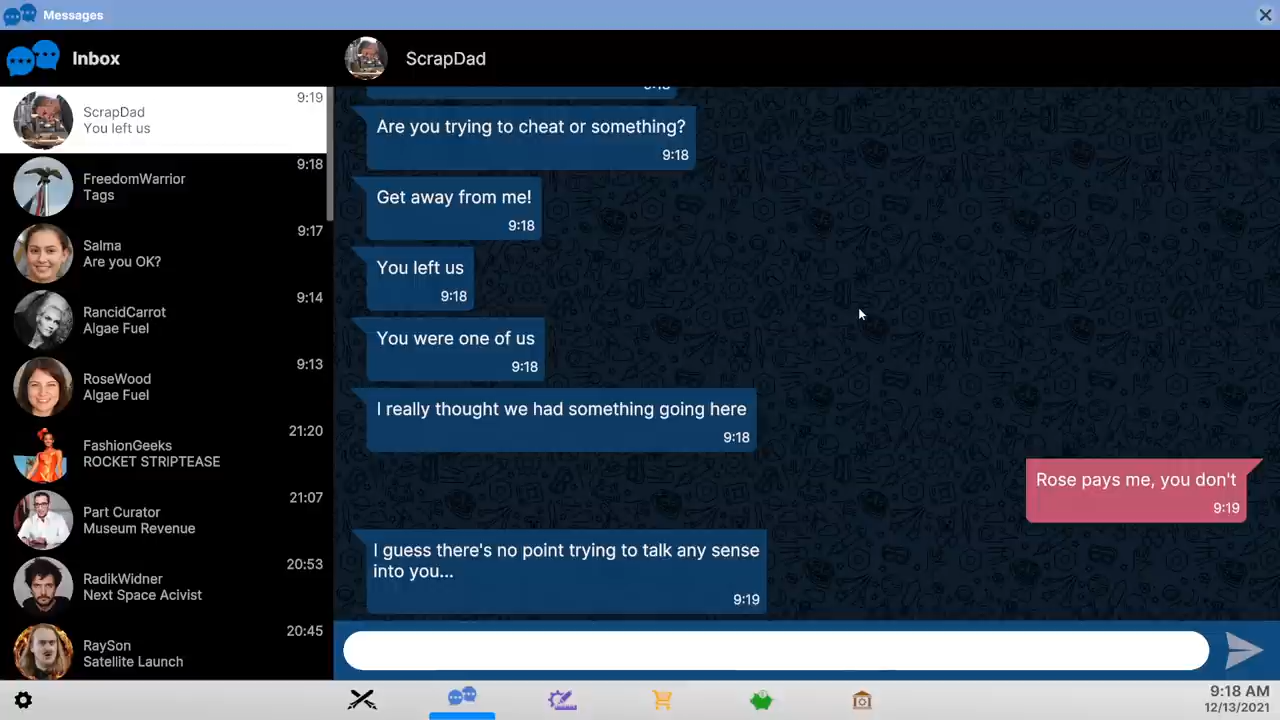 Messages
Inbox
ScrapDad
ScrapDad
9:19
You left us
FreedomWarrior
9:18
Tags
Salma
9:17
Are you OK?
RancidCarrot
9:14
Algae Fuel
RoseWood
9:13
Algae Fuel
FashionGeeks
21:20
ROCKET STRIPTEASE
Part Curator
21:07
Museum Revenue
RadikWidner
20:53
Next Space Acivist
RaySon
20:45
Satellite Launch
9:18
Are you trying to cheat or something?
9:18
Get away from me!
9:18
You left us
9:18
You were one of us
9:18
I really thought we had something going here
9:18
Rose pays me, you don't
9:19
I guess there's no point trying to talk any sense
into you...
9:19
9:18 AM
12/13/2021